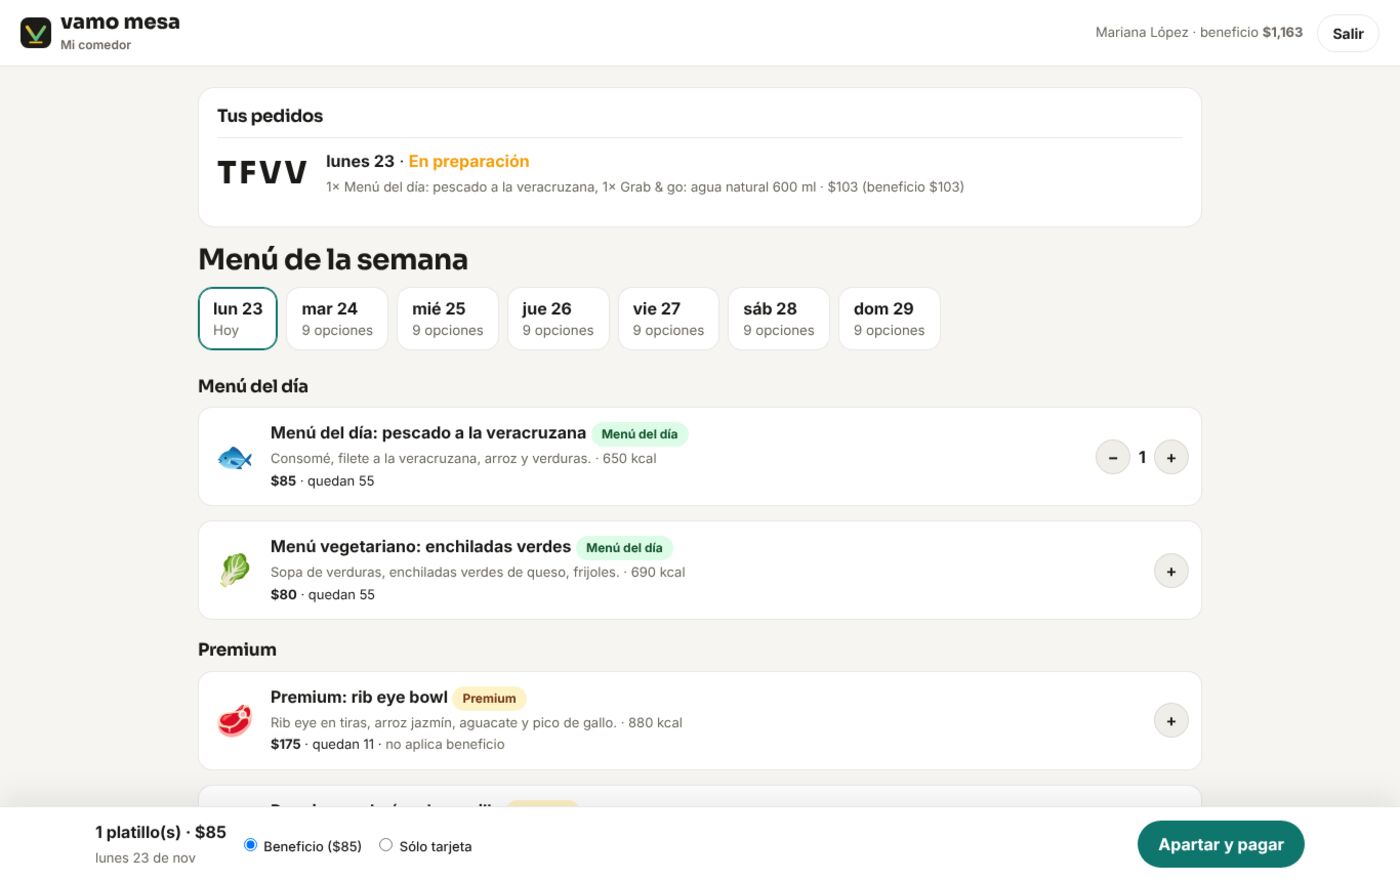 vamo mesa
Mi comedor
Mariana López · beneficio $1,163
Salir
Tus pedidos
TFVV
lunes 23 · En preparación
1× Menú del día: pescado a la veracruzana, 1× Grab & go: agua natural 600 ml · $103 (beneficio $103)
Menú de la semana
lun 23
Hoy
mar 24
9 opciones
mié 25
9 opciones
jue 26
9 opciones
vie 27
9 opciones
sáb 28
9 opciones
dom 29
9 opciones
Menú del día
Menú del día: pescado a la veracruzana Menú del día
Consomé, filete a la veracruzana, arroz y verduras. · 650 kcal
$85 · quedan 55
− 1 +
Menú vegetariano: enchiladas verdes Menú del día
Sopa de verduras, enchiladas verdes de queso, frijoles. · 690 kcal
$80 · quedan 55
+
Premium
Premium: rib eye bowl Premium
Rib eye en tiras, arroz jazmín, aguacate y pico de gallo. · 880 kcal
$175 · quedan 11 · no aplica beneficio
+
1 platillo(s) · $85
lunes 23 de nov
Beneficio ($85)
Sólo tarjeta
Apartar y pagar